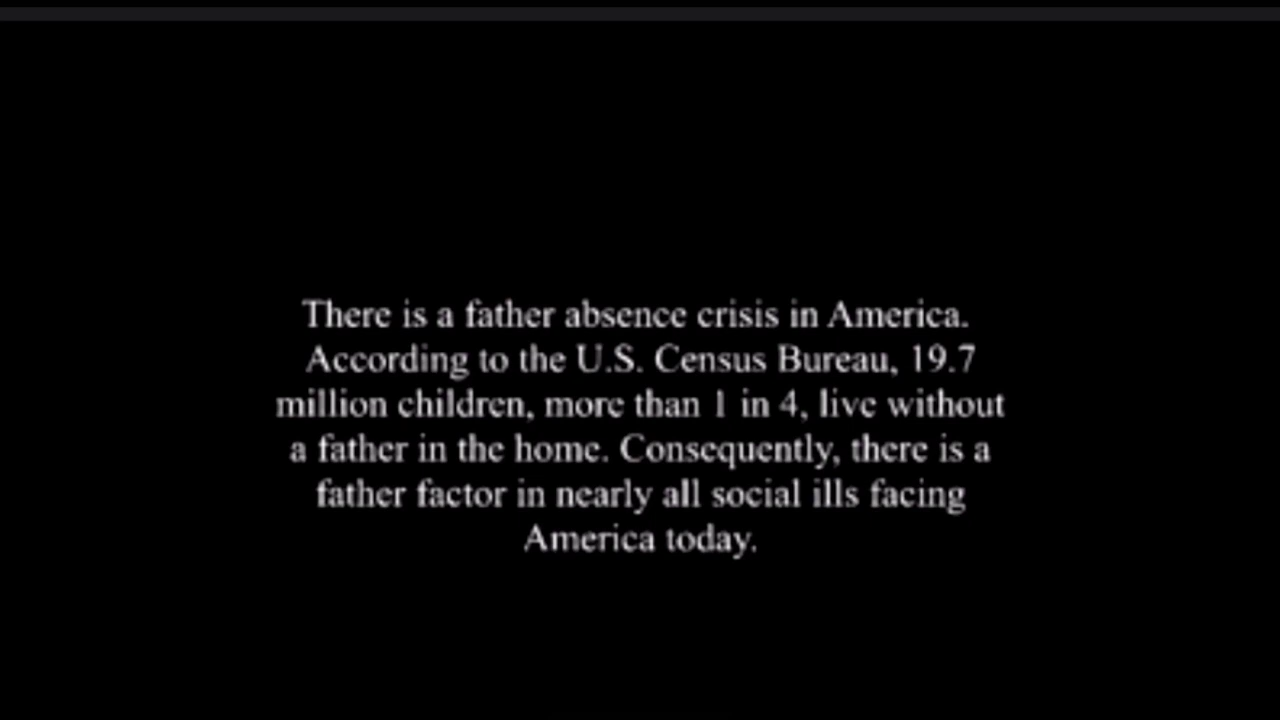 There is a father absence crisis in America.
According to the U.S. Census Bureau, 19.7
million children, more than 1 in 4, live without
a father in the home. Consequently, there is a
father factor in nearly all social ills facing
America today.